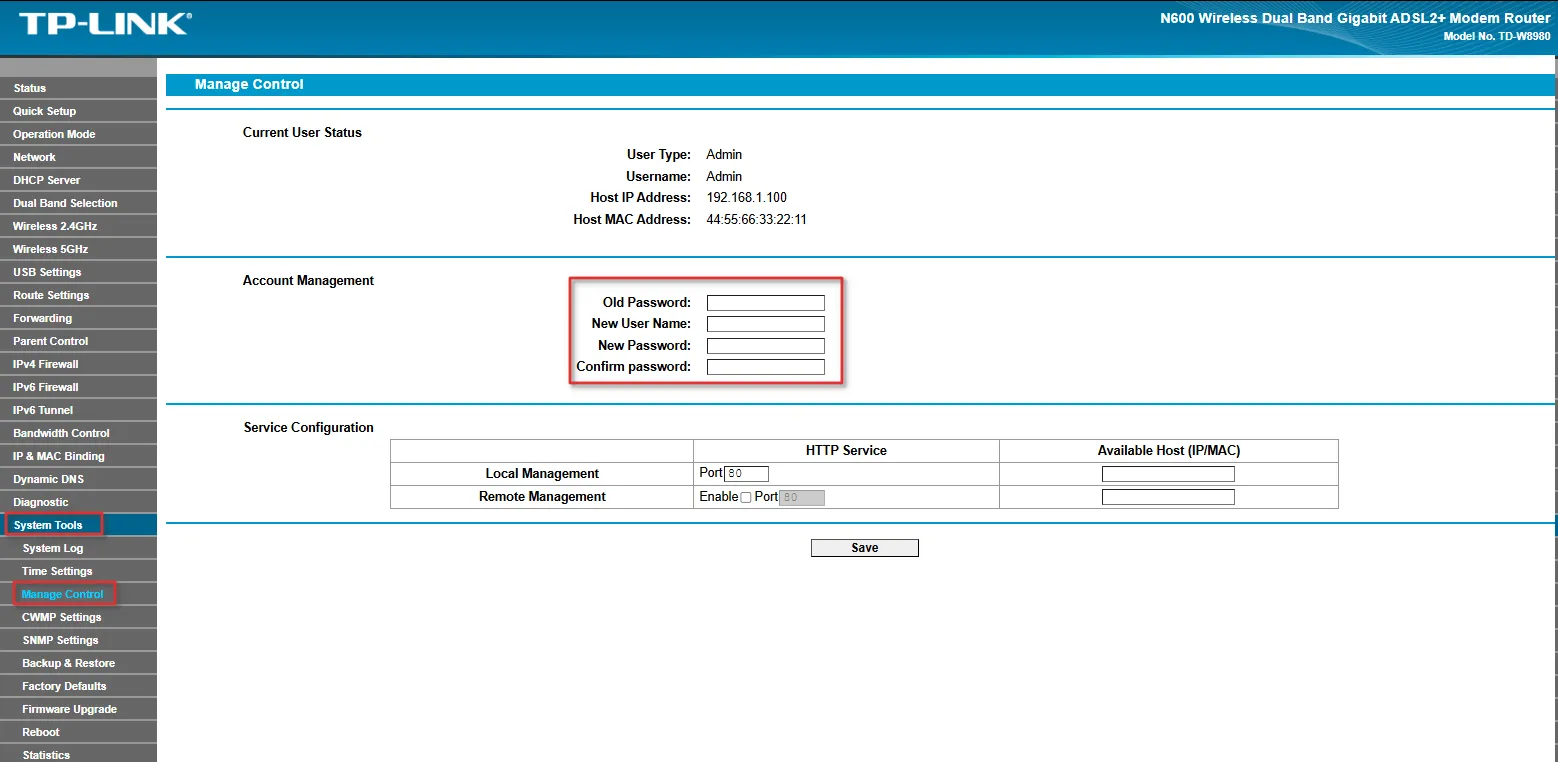 TP-LINK®
N600 Wireless Dual Band Gigabit ADSL2+ Modem Router
Model No. TD-W8980
Status
Quick Setup
Operation Mode
Network
DHCP Server
Dual Band Selection
Wireless 2.4GHz
Wireless 5GHz
USB Settings
Route Settings
Forwarding
Parent Control
IPv4 Firewall
IPv6 Firewall
IPv6 Tunnel
Bandwidth Control
IP & MAC Binding
Dynamic DNS
Diagnostic
System Tools
System Log
Time Settings
Manage Control
CWMP Settings
SNMP Settings
Backup & Restore
Factory Defaults
Firmware Upgrade
Reboot
Statistics
Manage Control
Current User Status
User Type: Admin
Username: Admin
Host IP Address: 192.168.1.100
Host MAC Address: 44:55:66:33:22:11
Account Management
Old Password:
New User Name:
New Password:
Confirm password:
Service Configuration
HTTP Service Available Host (IP/MAC)
Local Management Port 80
Remote Management Enable Port 80
Save